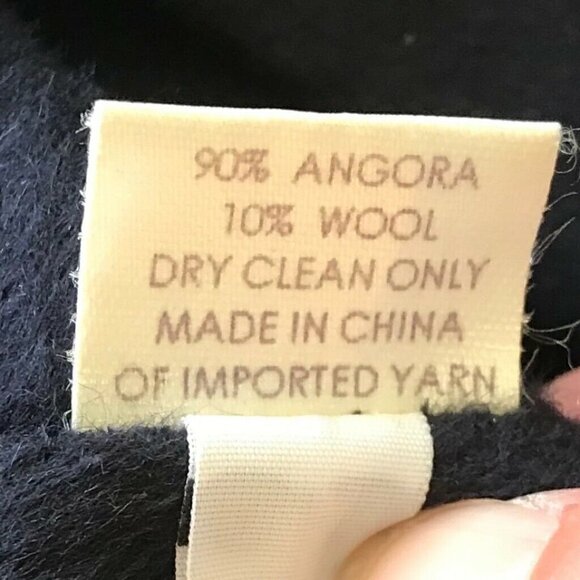 90% ANGORA
10% WOOL
DRY CLEAN ONLY
MADE IN CHINA
OF IMPORTED YARN